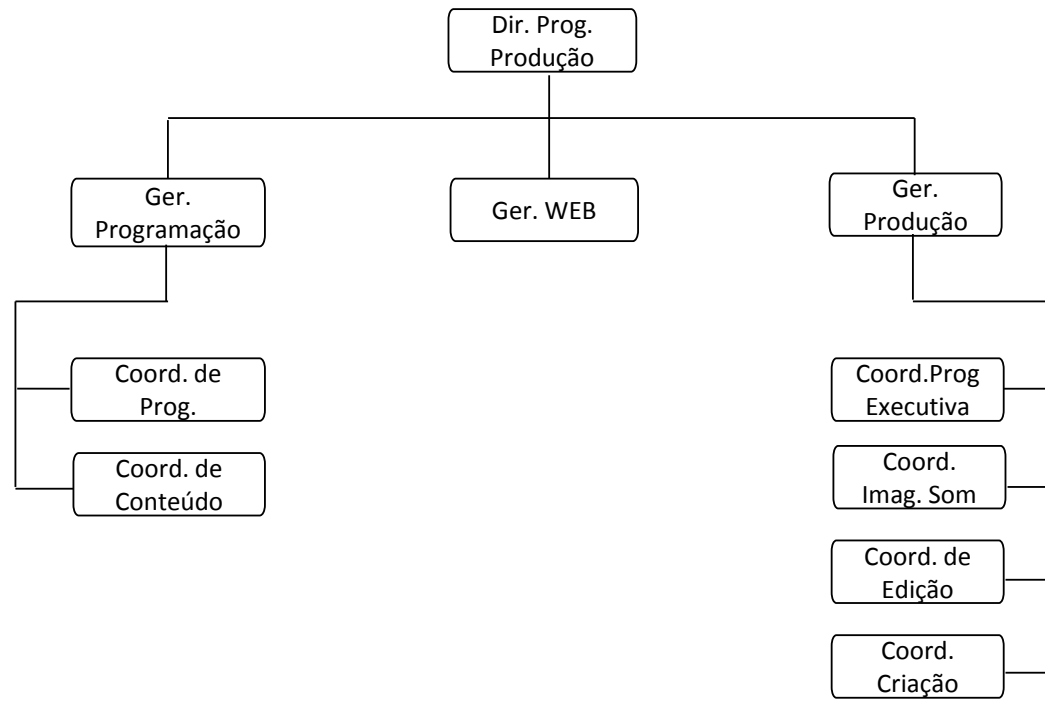 Dir. Prog.
Produção
Ger.
Programação
Ger. WEB
Ger.
Produção
Coord. de
Prog.
Coord. de
Conteúdo
Coord.Prog
Executiva
Coord.
Imag. Som
Coord. de
Edição
Coord.
Criação